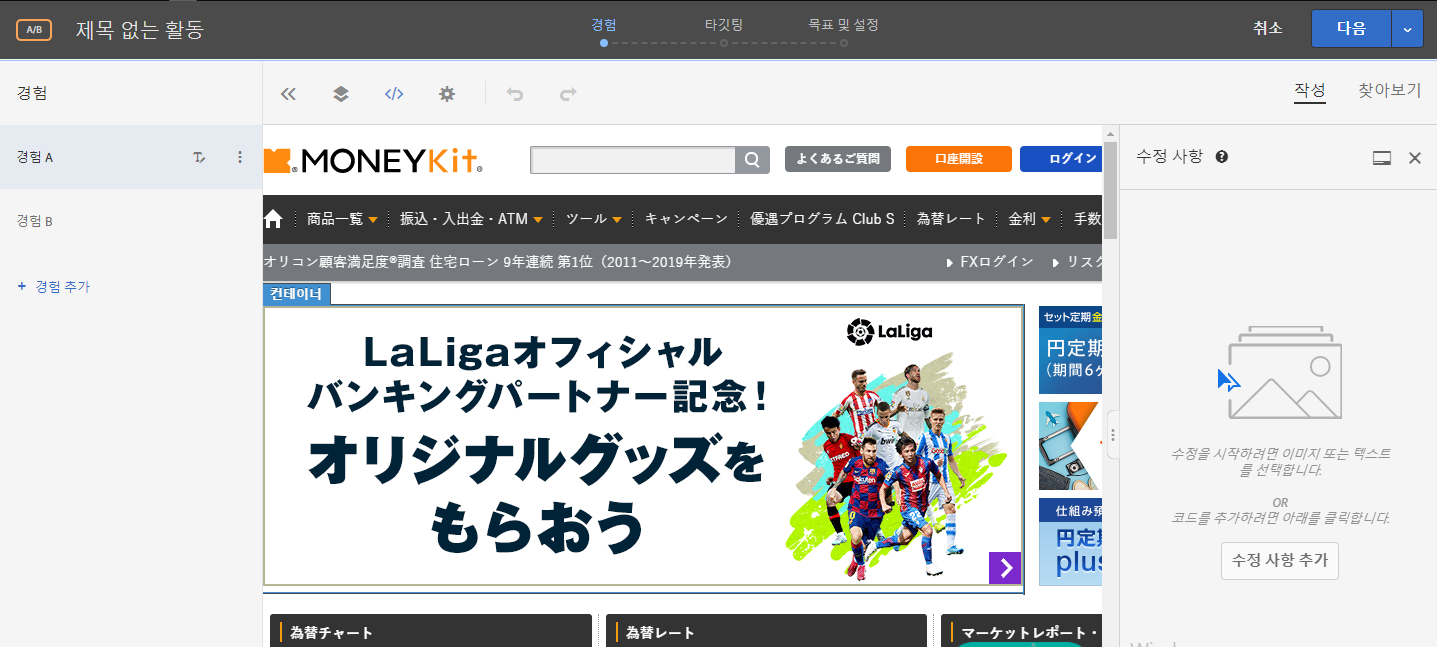 A/B
제목 없는 활동
경험
타깃팅
목표 및 설정
취소
다음
경험
작성
찾아보기
경험 A
경험 B
+ 경험 추가
MONEYKit
よくあるご質問
口座開設
ログイン
商品一覧
振込・入出金・ATM
ツール
キャンペーン
優遇プログラム Club S
為替レート
金利
手数
オリコン顧客満足度®調査 住宅ローン 9年連続 第1位（2011〜2019年発表）
FXログイン
リスク
컨테이너
LaLiga
LaLigaオフィシャル
バンキングパートナー記念！
オリジナルグッズを
もらおう
セット定期金
円定期
（期間6ヶ
仕組み預
円定期
plus
為替チャート
為替レート
マーケットレポート・
수정 사항
수정을 시작하려면 이미지 또는 텍스트
를 선택합니다.
OR
코드를 추가하려면 아래를 클릭합니다.
수정 사항 추가